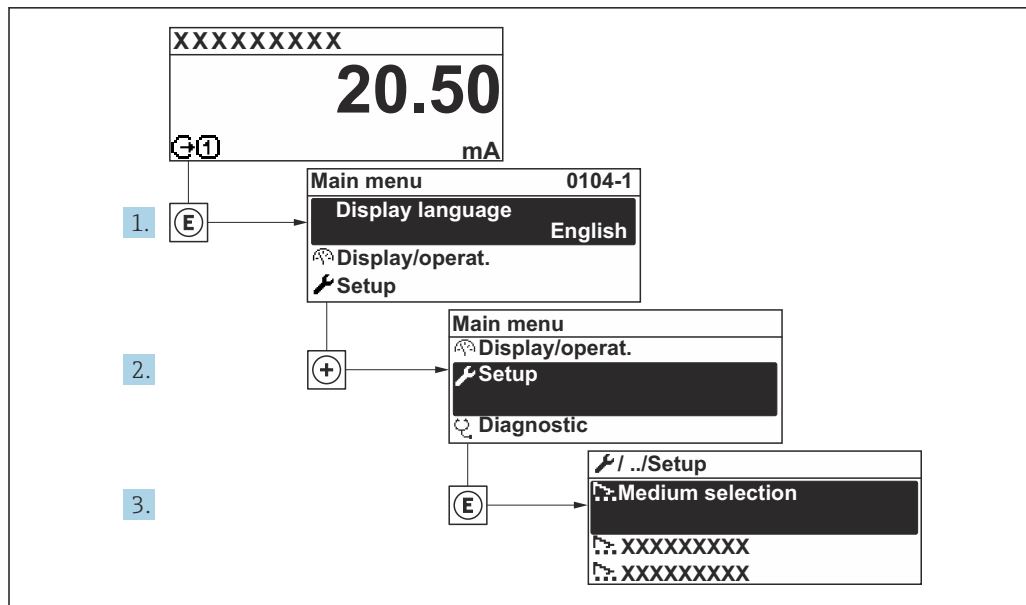 XXXXXXXXX
20.50
mA
1.
E
Main menu 0104-1
Display language
English
Display/operat.
Setup
2.
+
Main menu
Display/operat.
Setup
Diagnostic
3.
E
/ ../Setup
Medium selection
XXXXXXXXX
XXXXXXXXX